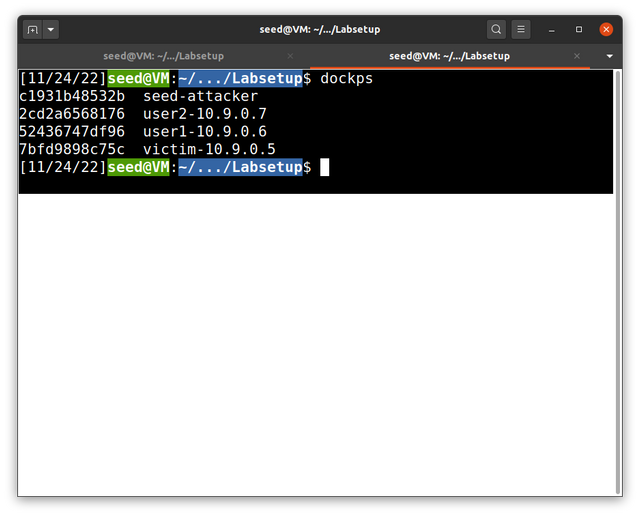 seed@VM: ~/.../Labsetup
seed@VM: ~/.../Labsetup
seed@VM: ~/.../Labsetup
[11/24/22]seed@VM:~/.../Labsetup$ dockps
c1931b48532b  seed-attacker
2cd2a6568176  user2-10.9.0.7
52436747df96  user1-10.9.0.6
7bfd9898c75c  victim-10.9.0.5
[11/24/22]seed@VM:~/.../Labsetup$